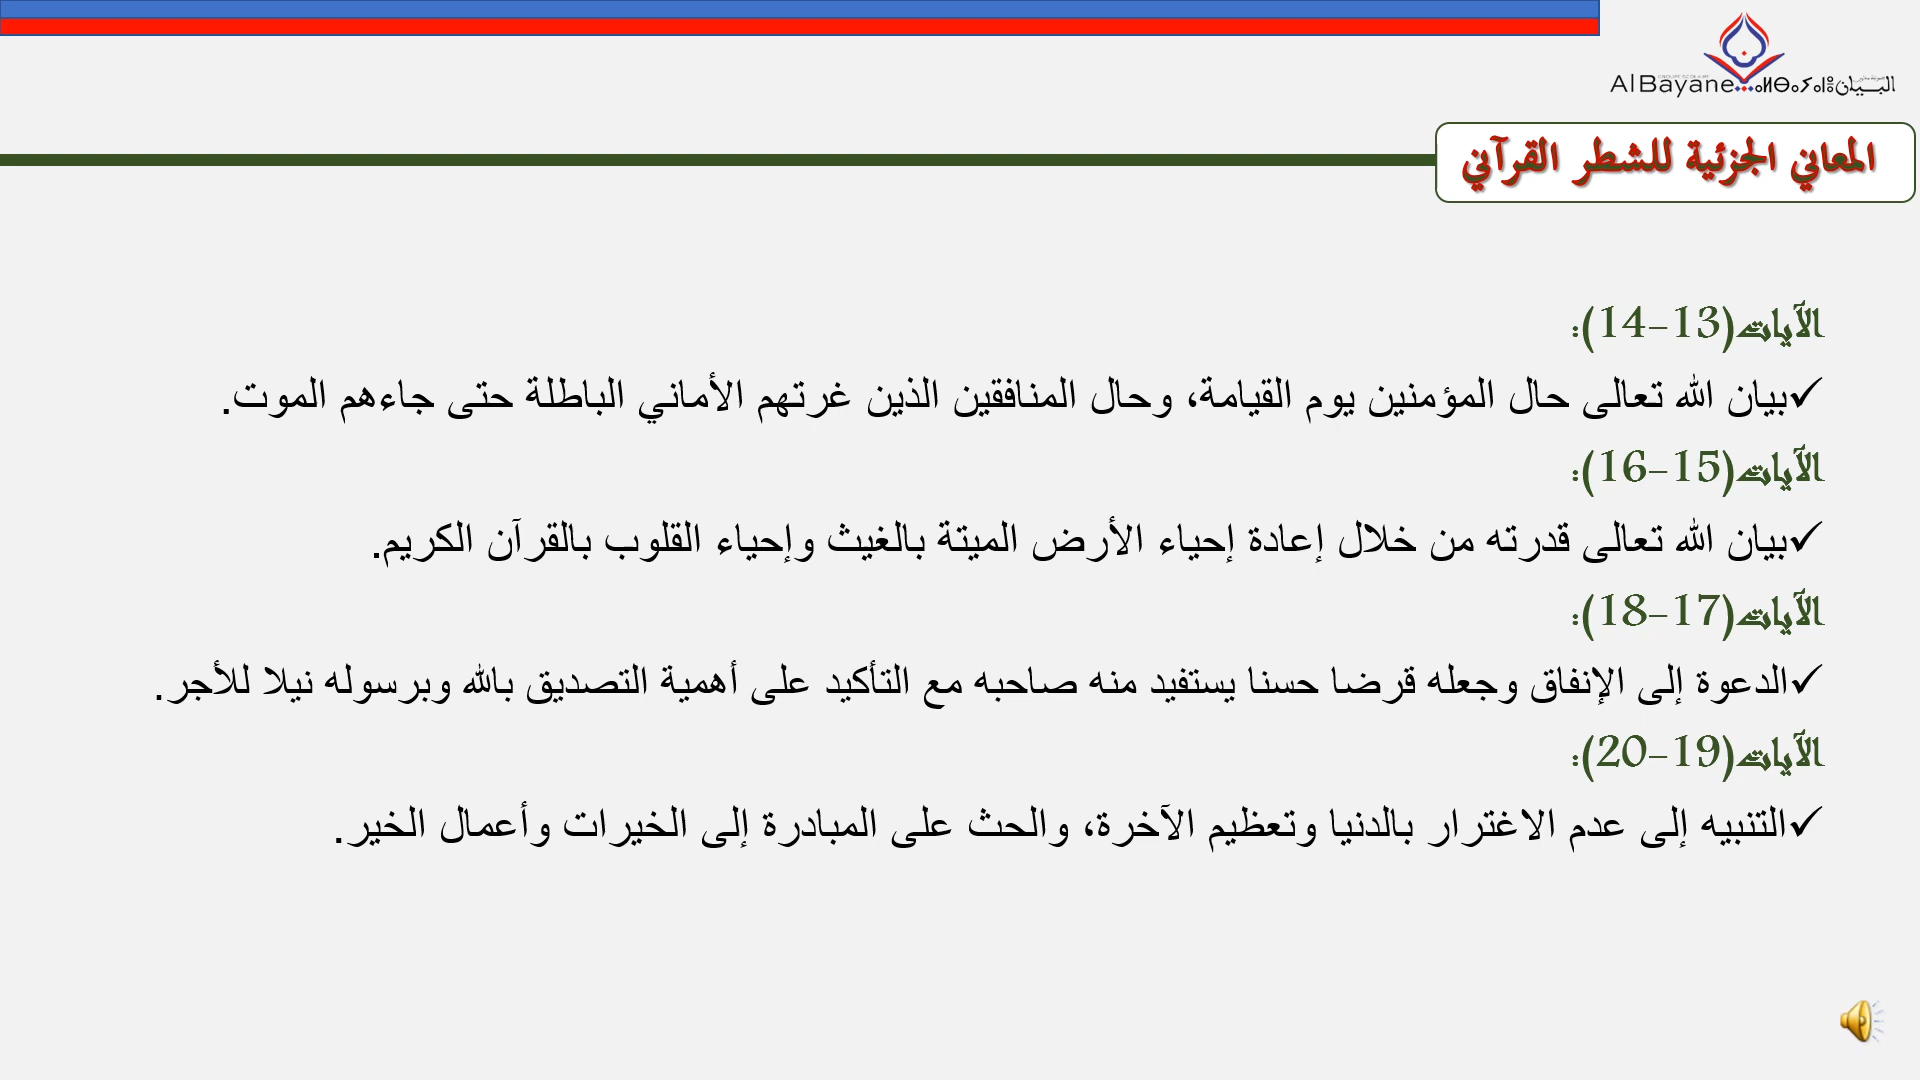 AlBayane ⴰⵍⴱⴰⵢⴰⵏ البيان
المعاني الجزئية للشطر القرآني
الآيات(13-14):
✓بيان الله تعالى حال المؤمنين يوم القيامة، وحال المنافقين الذين غرتهم الأماني الباطلة حتى جاءهم الموت.
الآيات(15-16):
✓بيان الله تعالى قدرته من خلال إعادة إحياء الأرض الميتة بالغيث وإحياء القلوب بالقرآن الكريم.
الآيات(17-18):
✓الدعوة إلى الإنفاق وجعله قرضا حسنا يستفيد منه صاحبه مع التأكيد على أهمية التصديق بالله وبرسوله نيلا للأجر.
الآيات(19-20):
✓التنبيه إلى عدم الاغترار بالدنيا وتعظيم الآخرة، والحث على المبادرة إلى الخيرات وأعمال الخير.